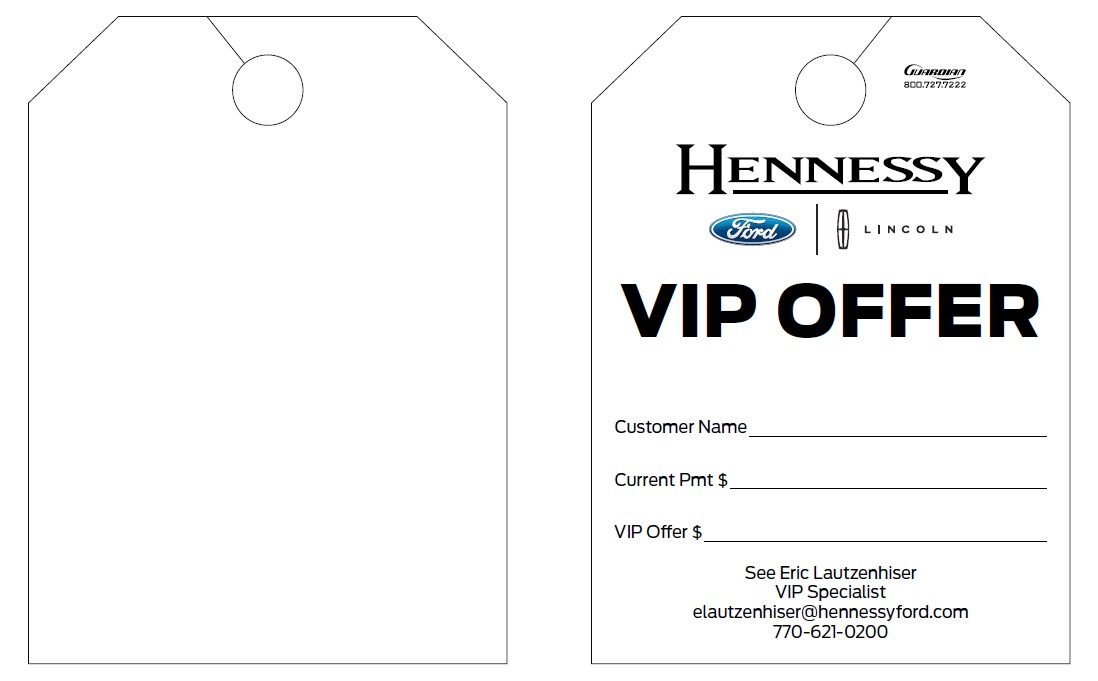 GUARDIAN
800.727.7222
HENNESSY
Ford
LINCOLN
VIP OFFER
Customer Name
Current Pmt $
VIP Offer $
See Eric Lautzenhiser
VIP Specialist
elautzenhiser@hennessyford.com
770-621-0200